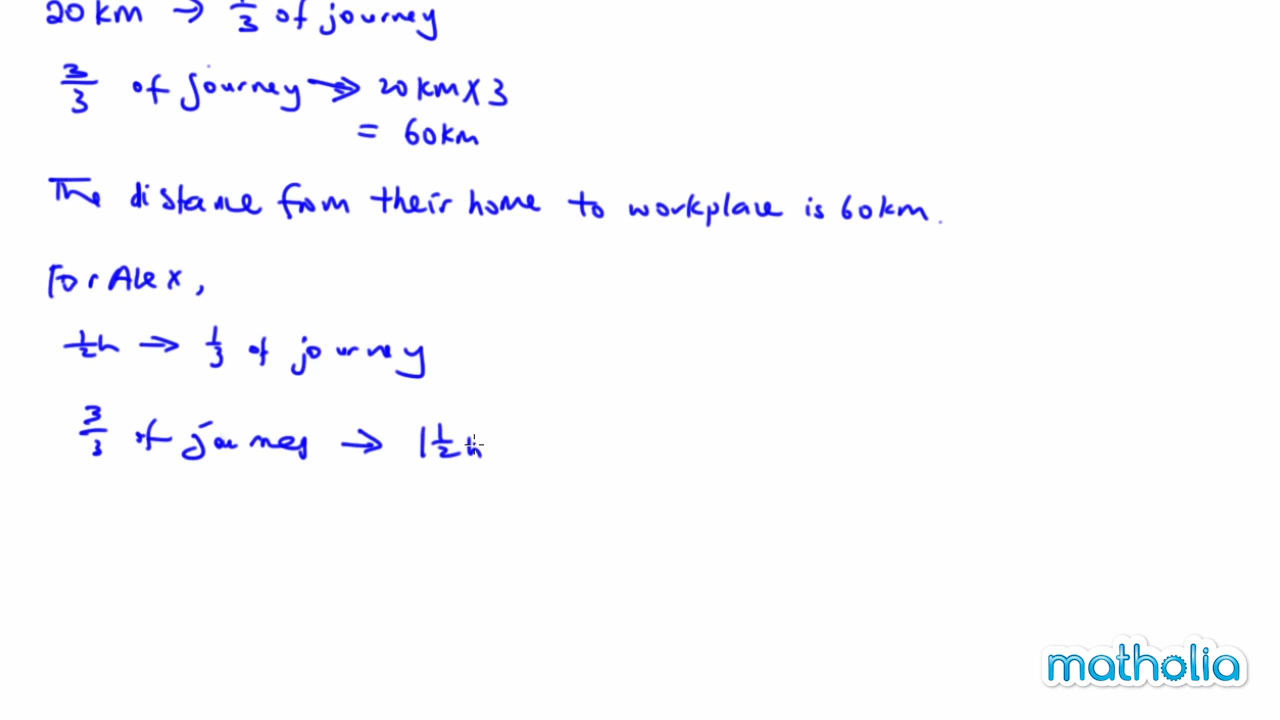 20 km → 1/3 of journey
3/3 of journey → 20 km × 3
= 60 km
The distance from their home to workplace is 60 km.
For Alex,
1/2 h → 1/3 of journey
3/3 of journey → 1 1/2 h
matholia